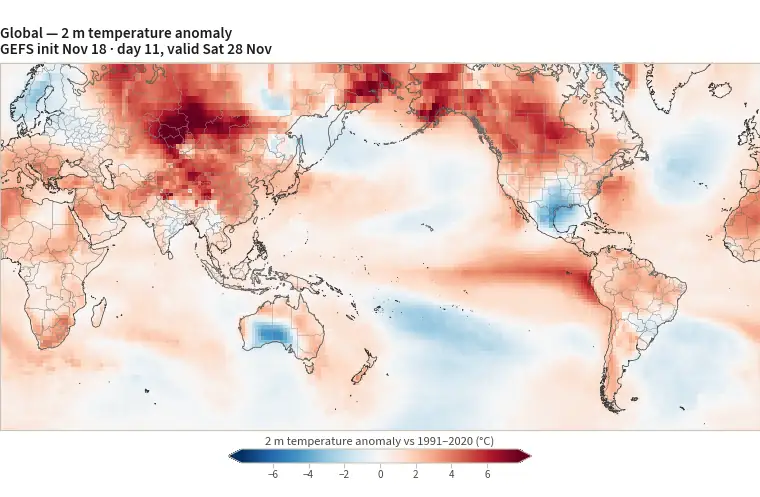 Global — 2 m temperature anomaly
GEFS init Nov 18 · day 11, valid Sat 28 Nov
2 m temperature anomaly vs 1991–2020 (°C)
−6 −4 −2 0 2 4 6